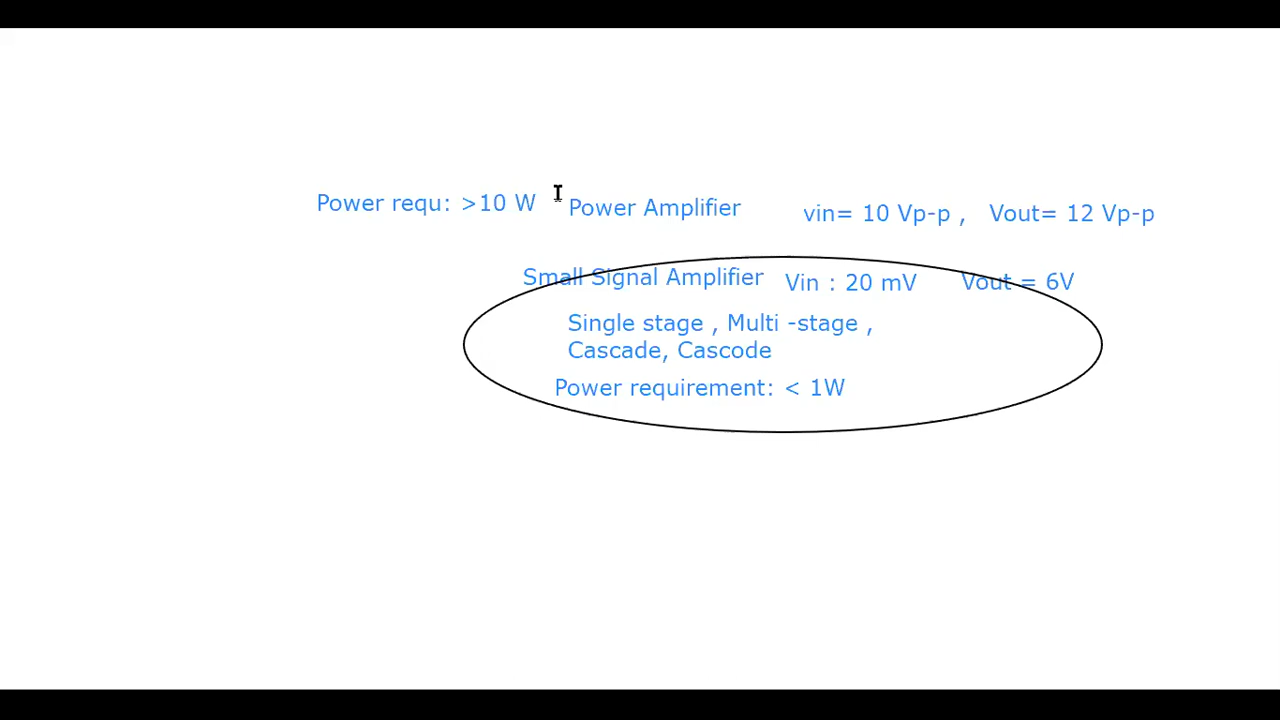 Power requ: >10 W Power Amplifier vin= 10 Vp-p , Vout= 12 Vp-p
Small Signal Amplifier Vin : 20 mV Vout = 6V
Single stage , Multi -stage ,
Cascade, Cascode
Power requirement: < 1W